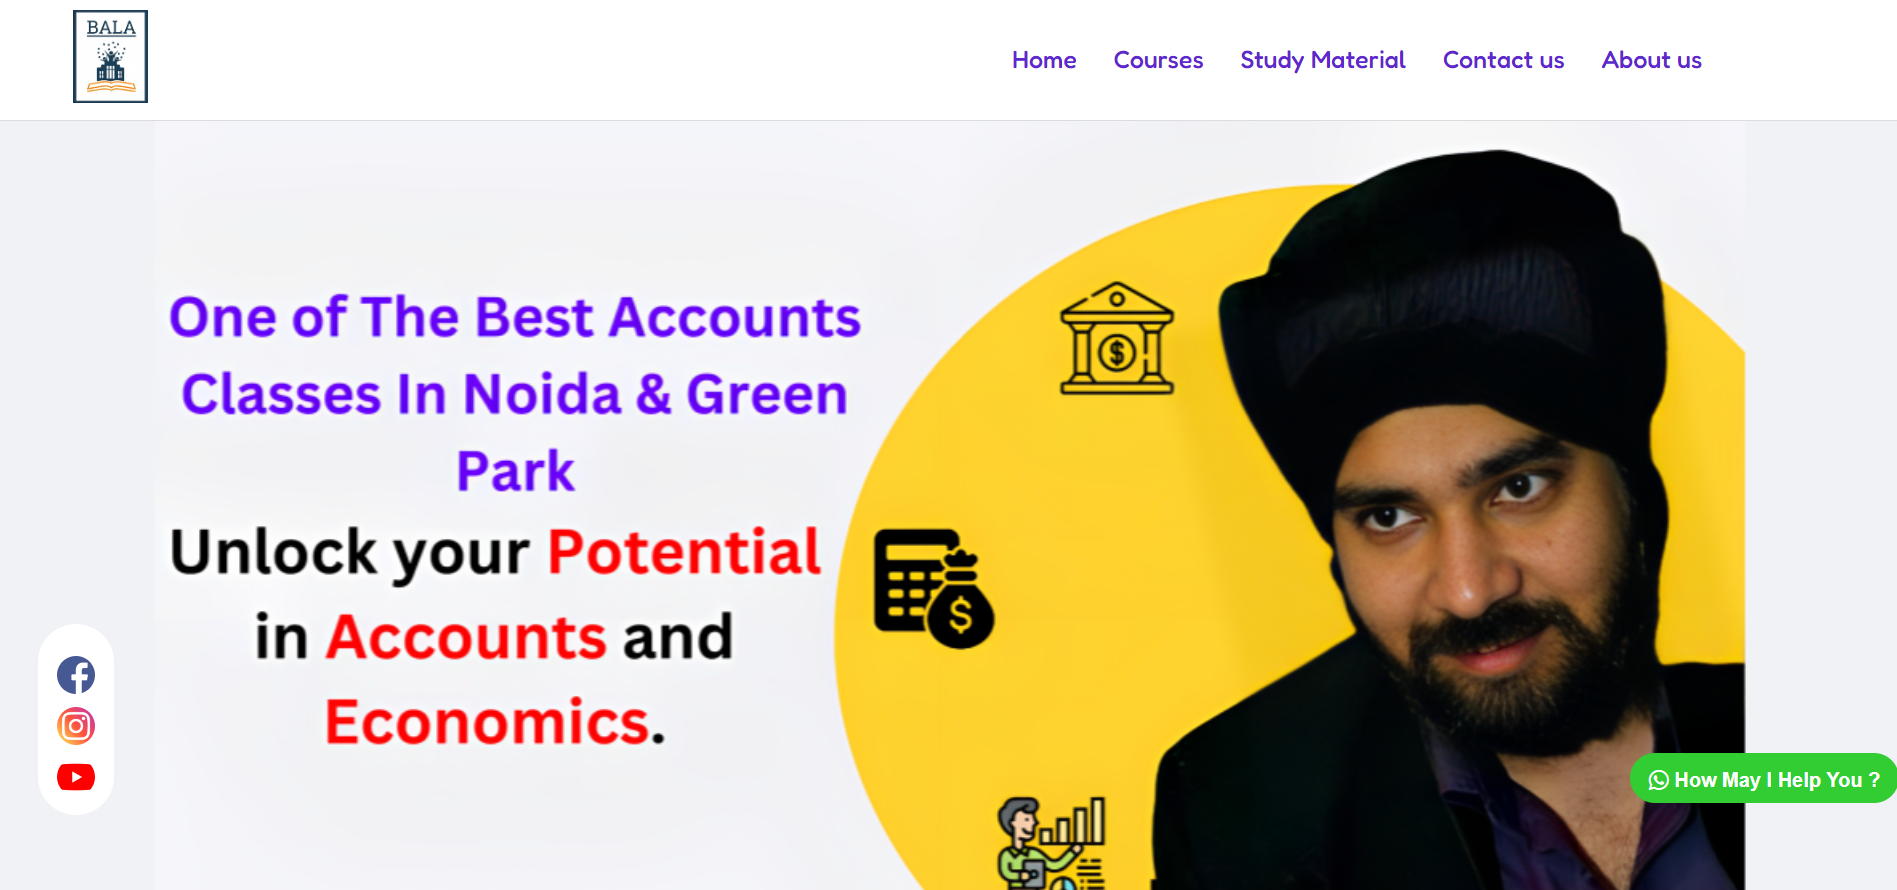 BALA
Home
Courses
Study Material
Contact us
About us
One of The Best Accounts
Classes In Noida & Green
Park
Unlock your Potential
in Accounts and
Economics.
$
$
How May I Help You ?